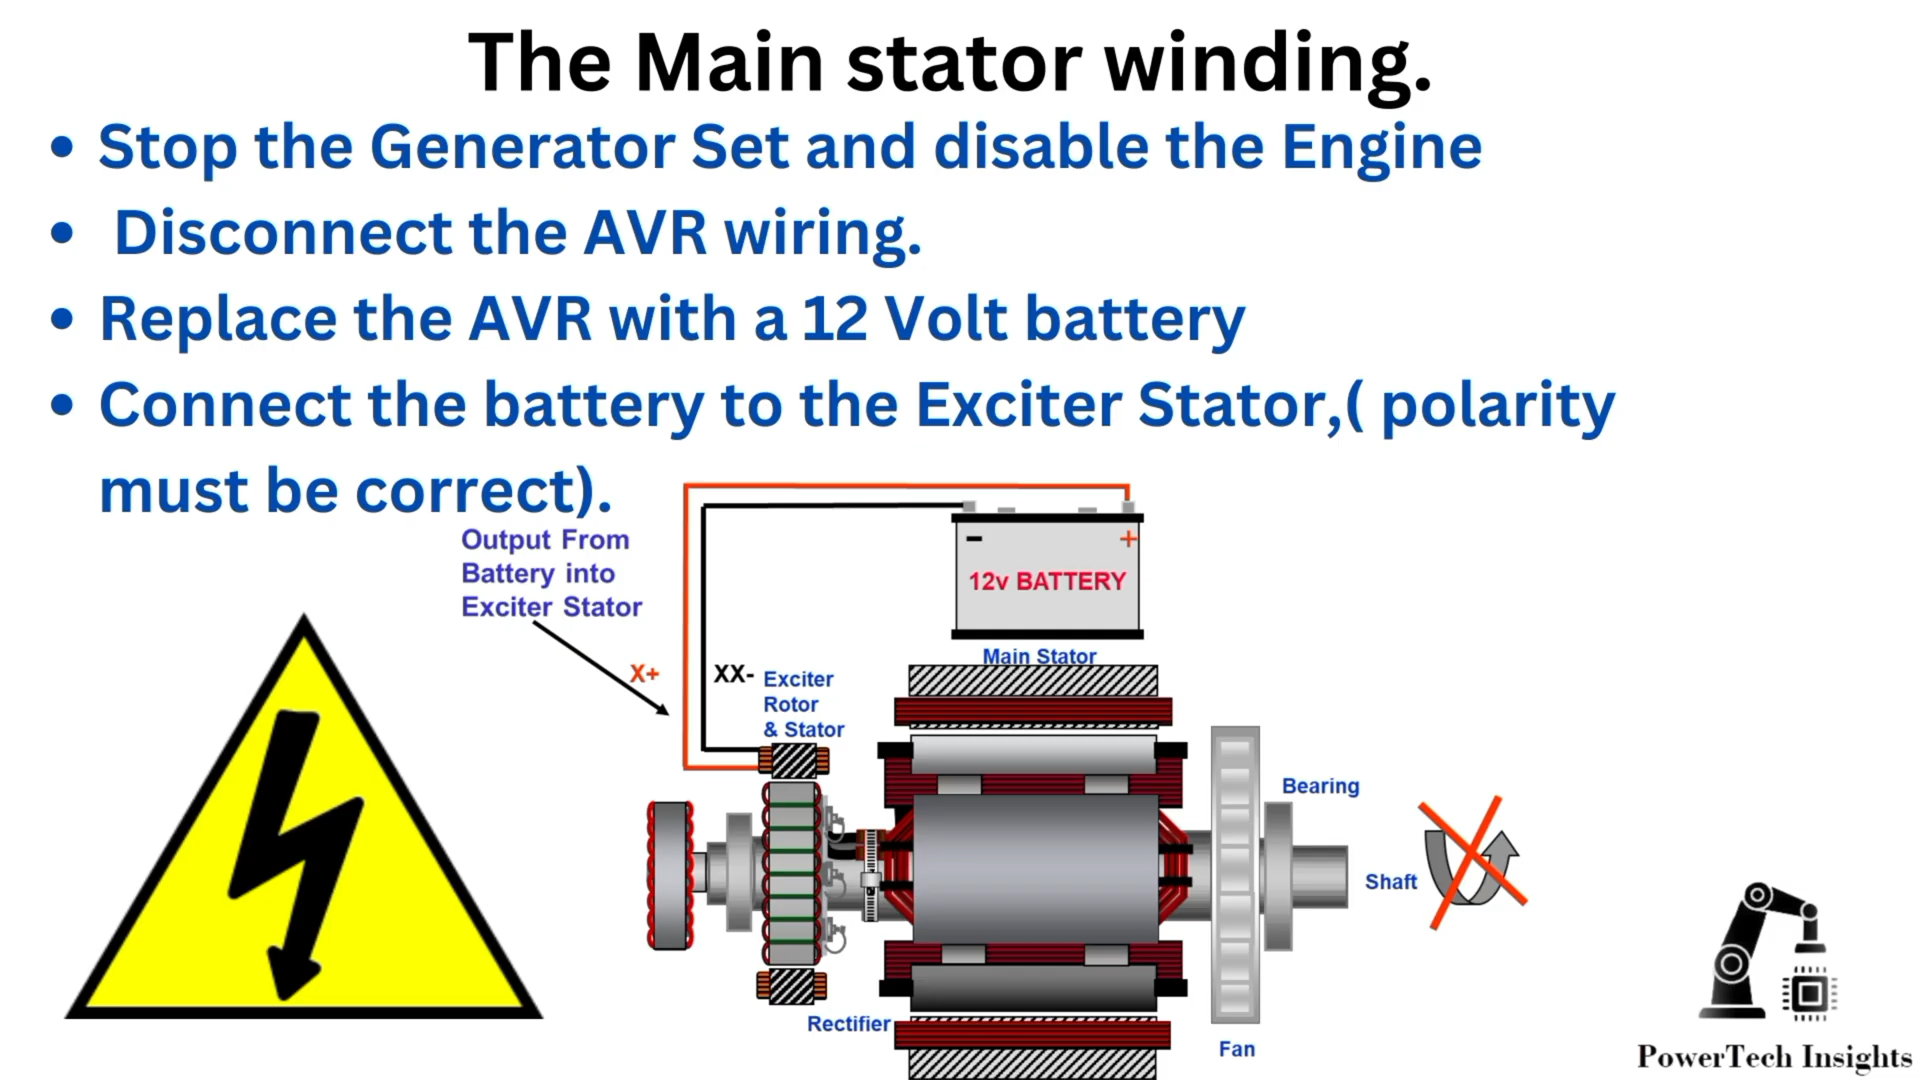 The Main stator winding.
• Stop the Generator Set and disable the Engine
• Disconnect the AVR wiring.
• Replace the AVR with a 12 Volt battery
• Connect the battery to the Exciter Stator,( polarity
must be correct).
Output From
Battery into
Exciter Stator
- +
12v BATTERY
Main Stator
X+
XX-
Exciter
Rotor
& Stator
Bearing
Shaft
Rectifier
Fan
PowerTech Insights